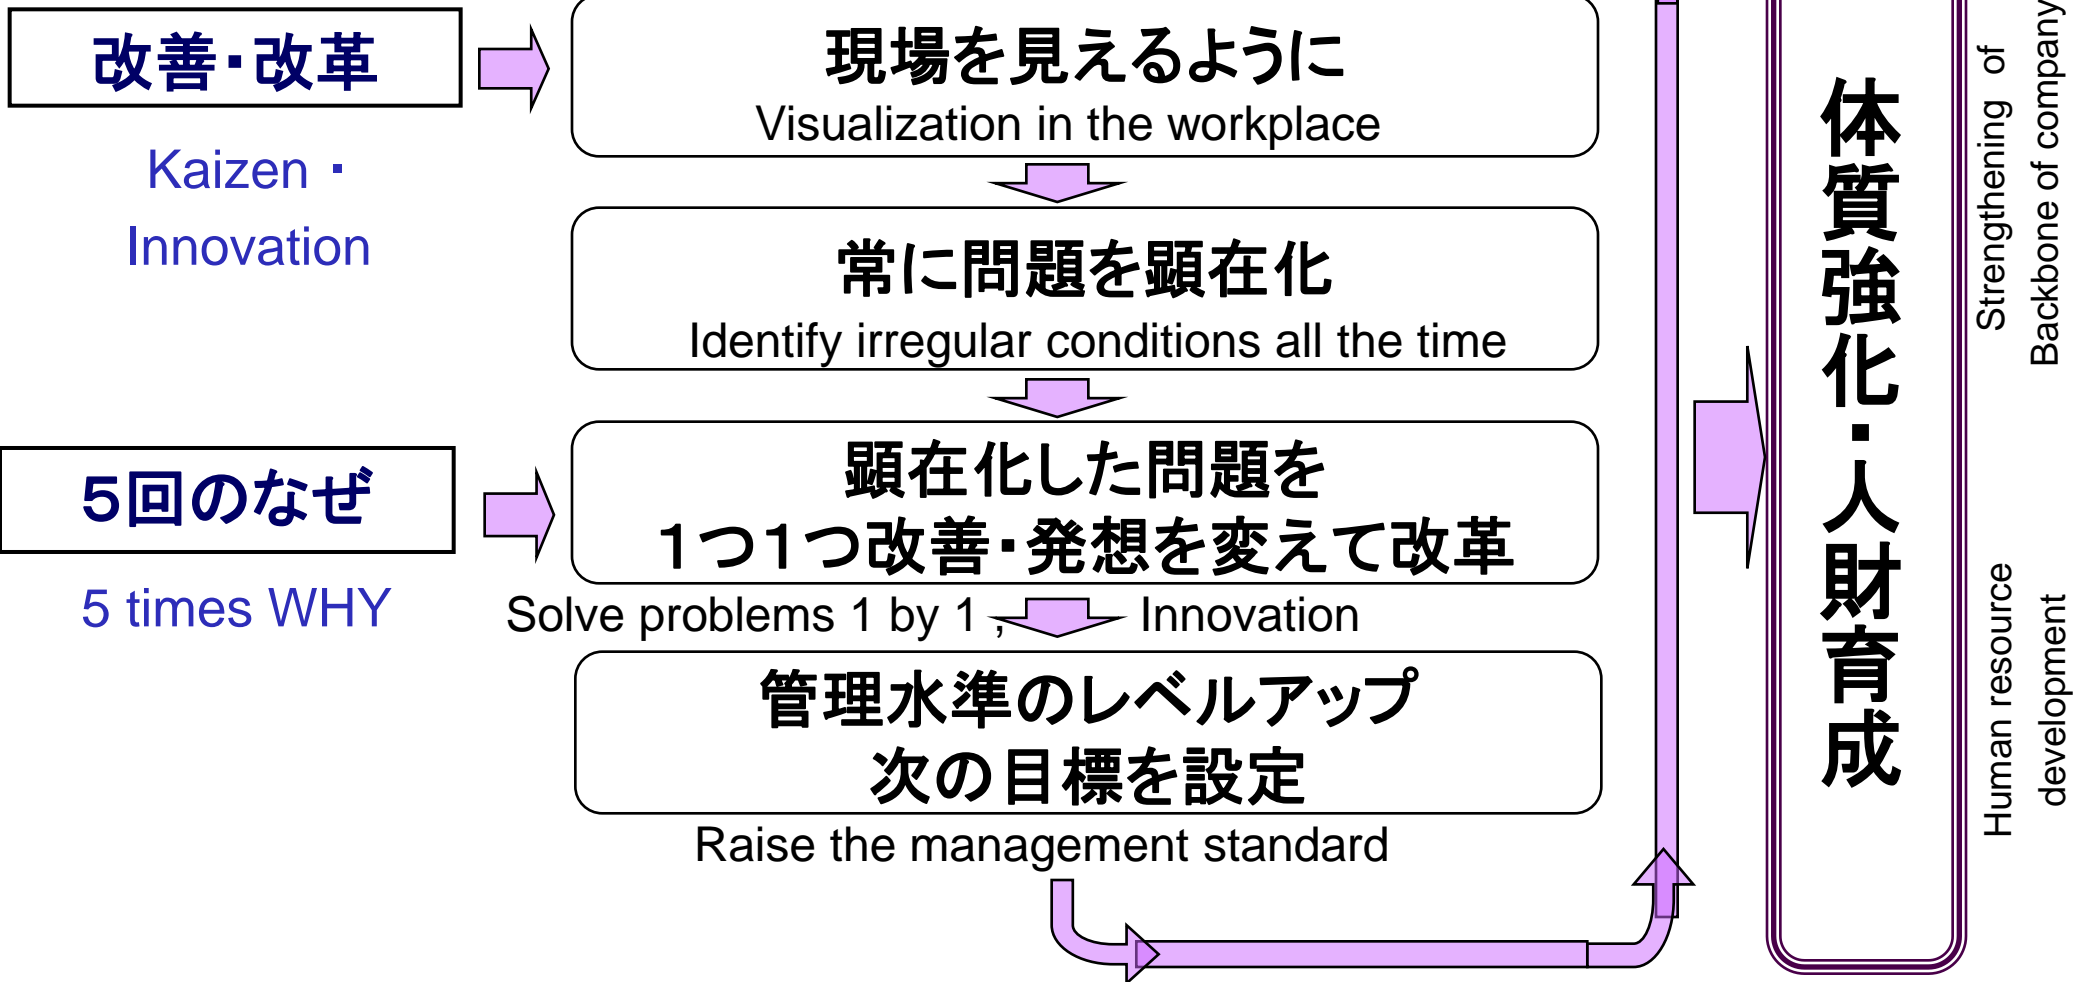 改善・改革
Kaizen ・
Innovation
現場を見えるように
Visualization in the workplace
常に問題を顕在化
Identify irregular conditions all the time
5回のなぜ
5 times WHY
顕在化した問題を
1つ1つ改善・発想を変えて改革
Solve problems 1 by 1 , Innovation
管理水準のレベルアップ
次の目標を設定
Raise the management standard
体質強化・人財育成
Strengthening of
Backbone of company
Human resource
development